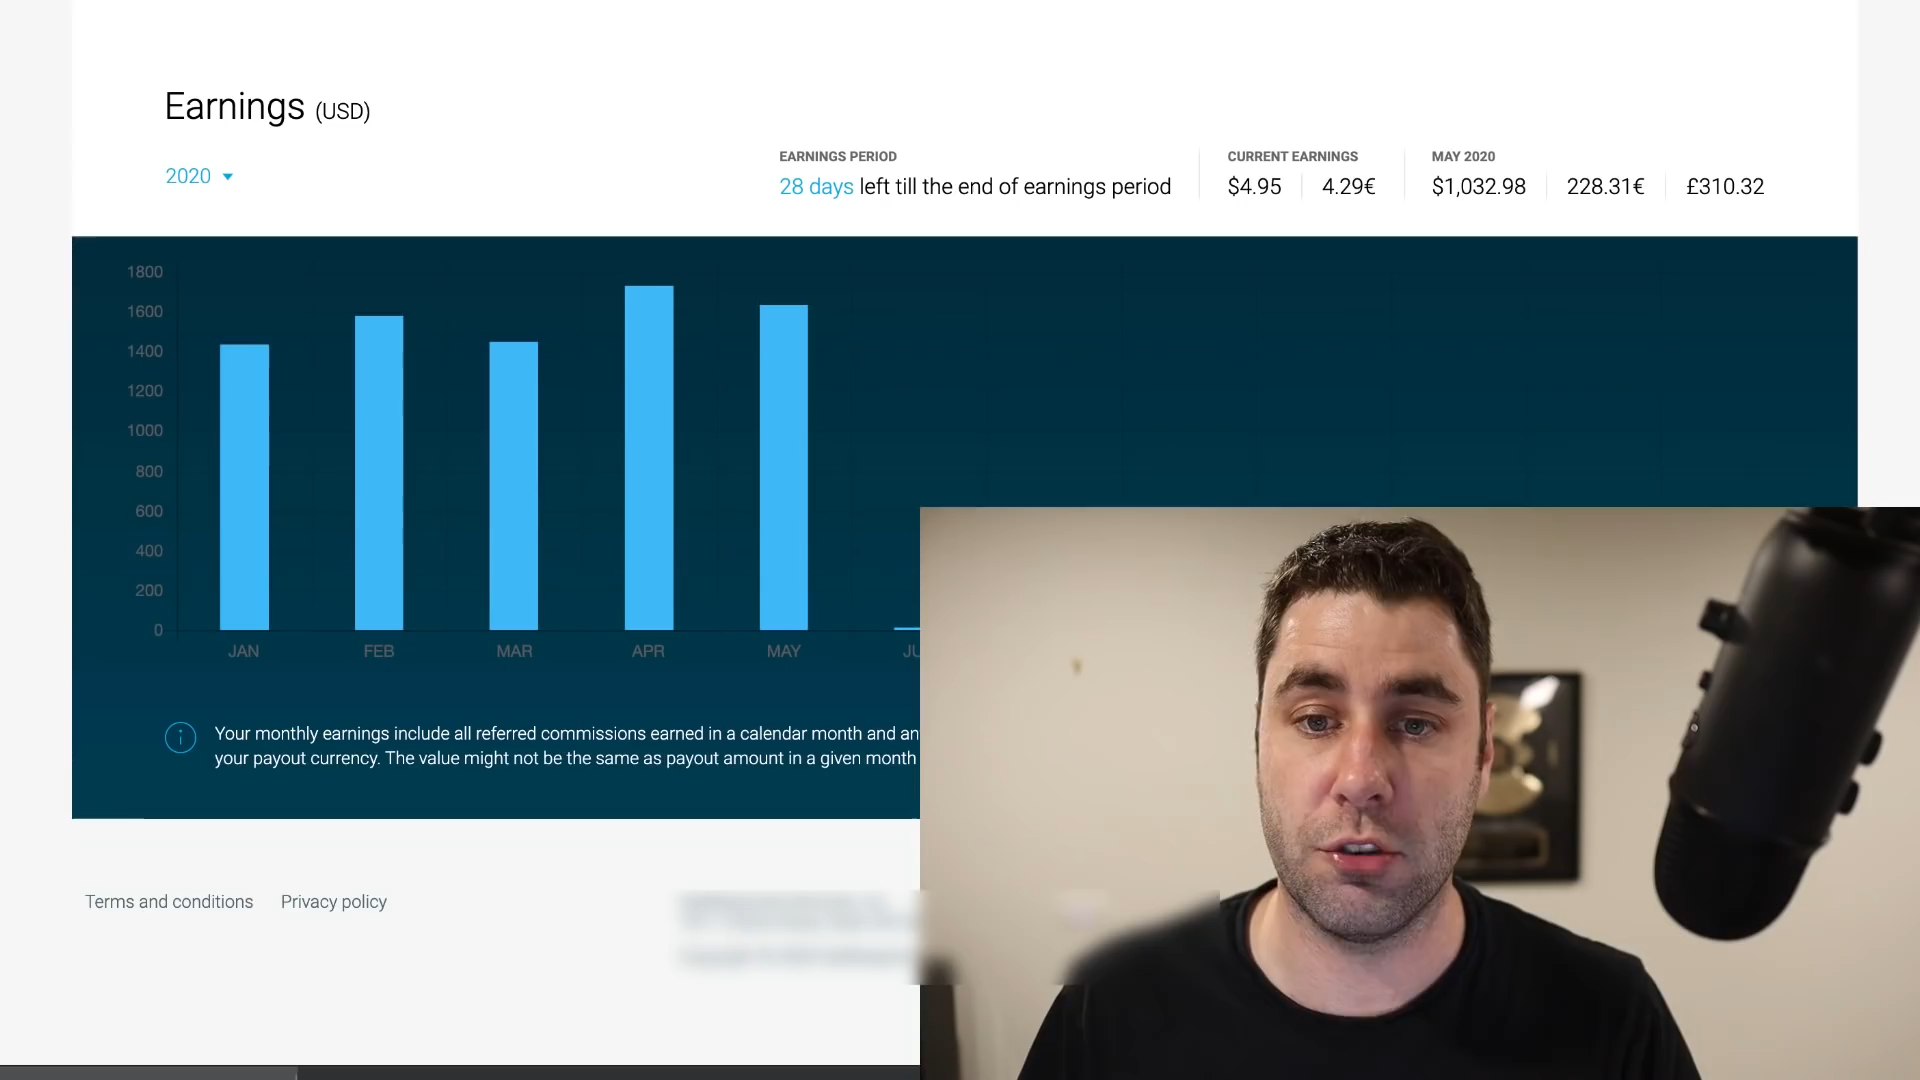 Earnings (USD)
2020
EARNINGS PERIOD
28 days left till the end of earnings period
CURRENT EARNINGS
$4.95
4.29€
MAY 2020
$1,032.98
228.31€
£310.32
1800
1600
1400
1200
1000
800
600
400
200
0
JAN
FEB
MAR
APR
MAY
Your monthly earnings include all referred commissions earned in a calendar month and
your payout currency. The value might not be the same as payout amount in a given month
Terms and conditions
Privacy policy